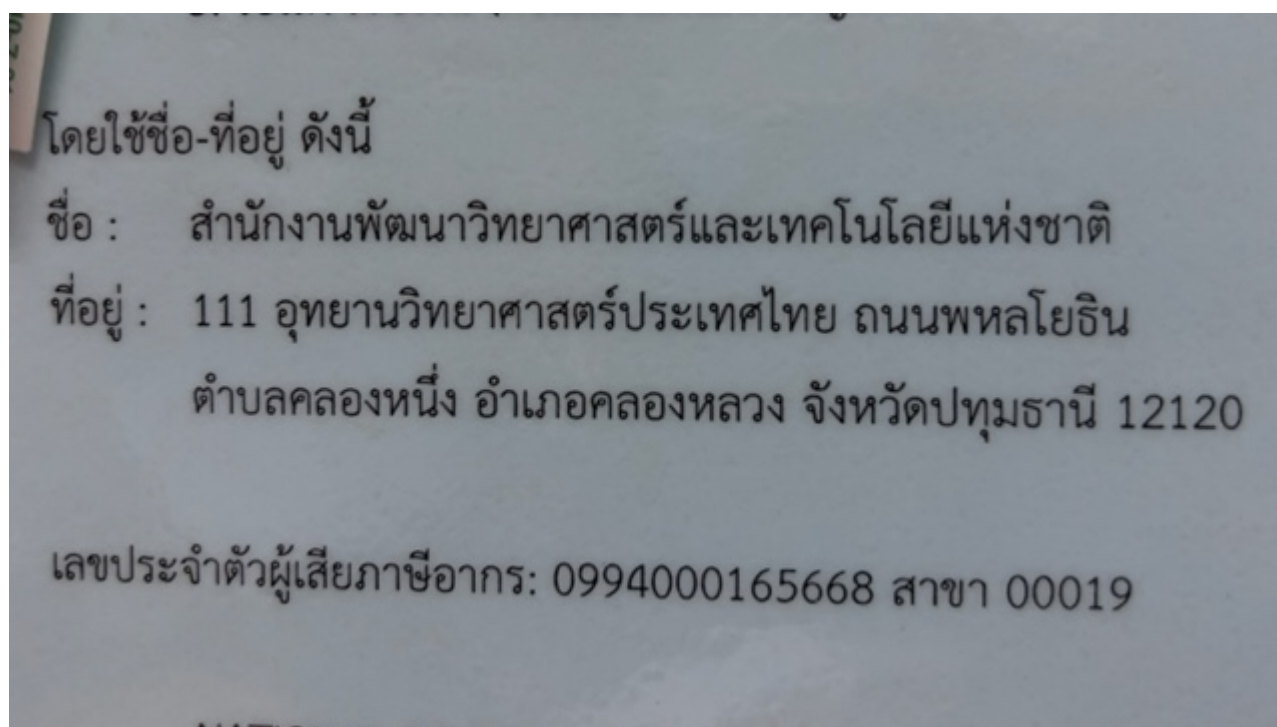 โดยใช้ชื่อ-ที่อยู่ ดังนี้
ชื่อ : สำนักงานพัฒนาวิทยาศาสตร์และเทคโนโลยีแห่งชาติ
ที่อยู่ : 111 อุทยานวิทยาศาสตร์ประเทศไทย ถนนพหลโยธิน
ตำบลคลองหนึ่ง อำเภอคลองหลวง จังหวัดปทุมธานี 12120
เลขประจำตัวผู้เสียภาษีอากร: 0994000165668 สาขา 00019